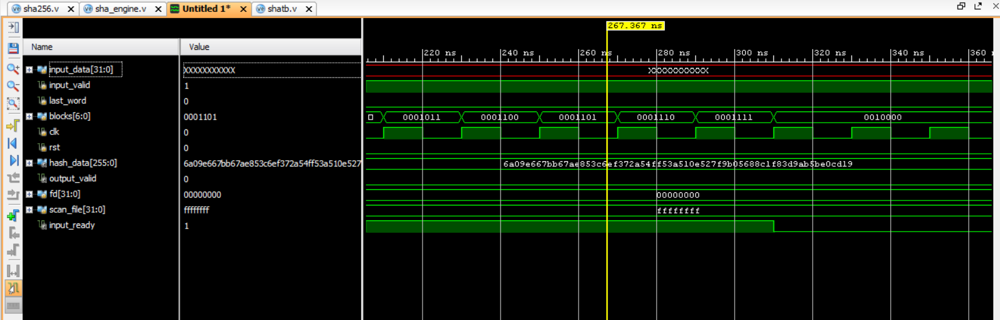 sha256.v sha_engine.v Untitled 1* shatb.v
267.367 ns
Name Value
220 ns 240 ns 260 ns 280 ns 300 ns 320 ns 340 ns 360
input_data[31:0] XXXXXXXXXXX XXXXXXXXXXX
input_valid 1
last_word 0
blocks[6:0] 0001101 0001011 0001100 0001101 0001110 0001111 0010000
clk 0
rst 0
hash_data[255:0] 6a09e667bb67ae853c6ef372a54ff53a510e527 6a09e667bb67ae853c6ef372a54ff53a510e527f9b05688c1f83d9ab5be0cd19
output_valid 0
fd[31:0] 00000000 00000000
scan_file[31:0] ffffffff ffffffff
input_ready 1